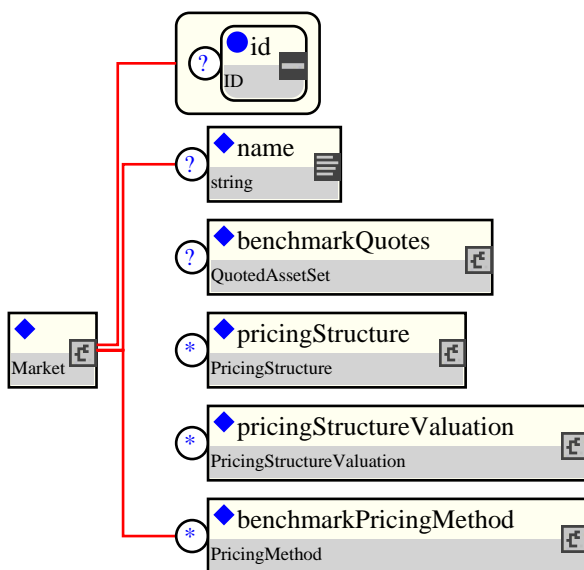 ? id
ID
? name
string
? benchmarkQuotes
QuotedAssetSet
Market
* pricingStructure
PricingStructure
* pricingStructureValuation
PricingStructureValuation
* benchmarkPricingMethod
PricingMethod